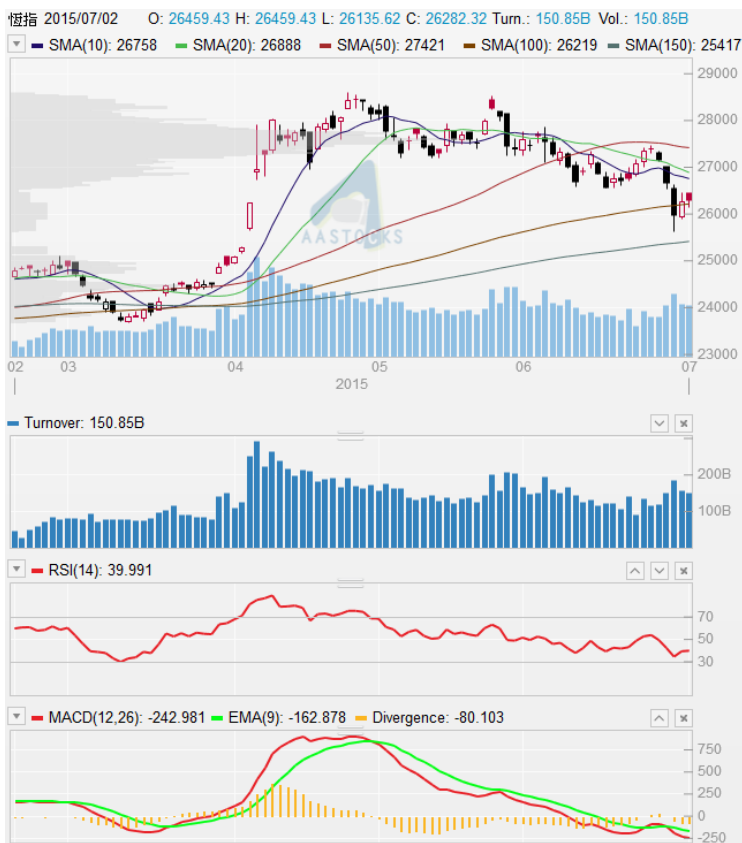 恆指 2015/07/02 O: 26459.43 H: 26459.43 L: 26135.62 C: 26282.32 Turn.: 150.85B Vol.: 150.85B
SMA(10): 26758 SMA(20): 26888 SMA(50): 27421 SMA(100): 26219 SMA(150): 25417
29000
28000
27000
26000
AASTOCKS
25000
24000
23000
02 03 04 05 06 07
2015
Turnover: 150.85B
200B
100B
RSI(14): 39.991
70
50
30
MACD(12,26): -242.981 EMA(9): -162.878 Divergence: -80.103
750
500
250
0
-250